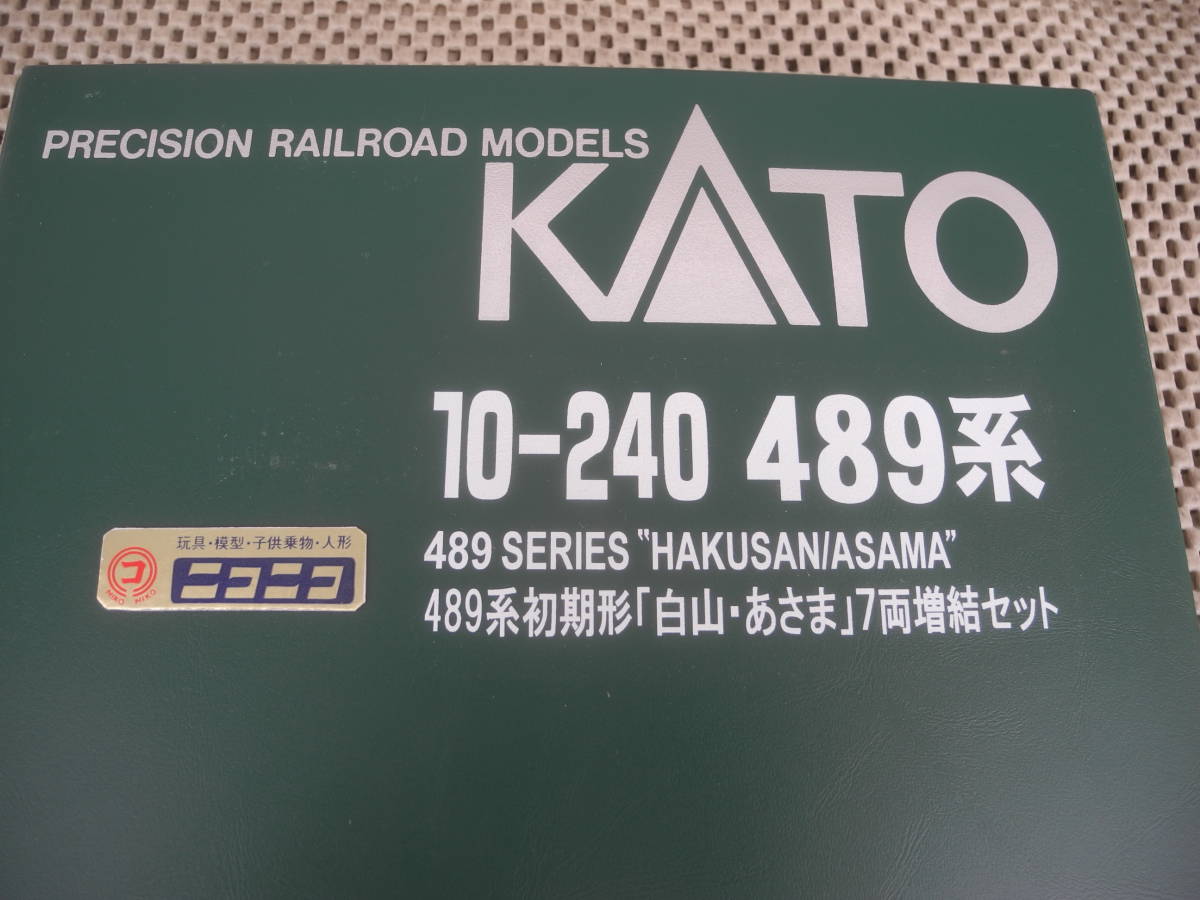 PRECISION RAILROAD MODELS
KATO
10-240 489系
489 SERIES "HAKUSAN/ASAMA"
489系初期形「白山・あさま」7両増結セット
玩具・模型・子供乗物・人形
コ
NIKO NIKO
ニコニコ